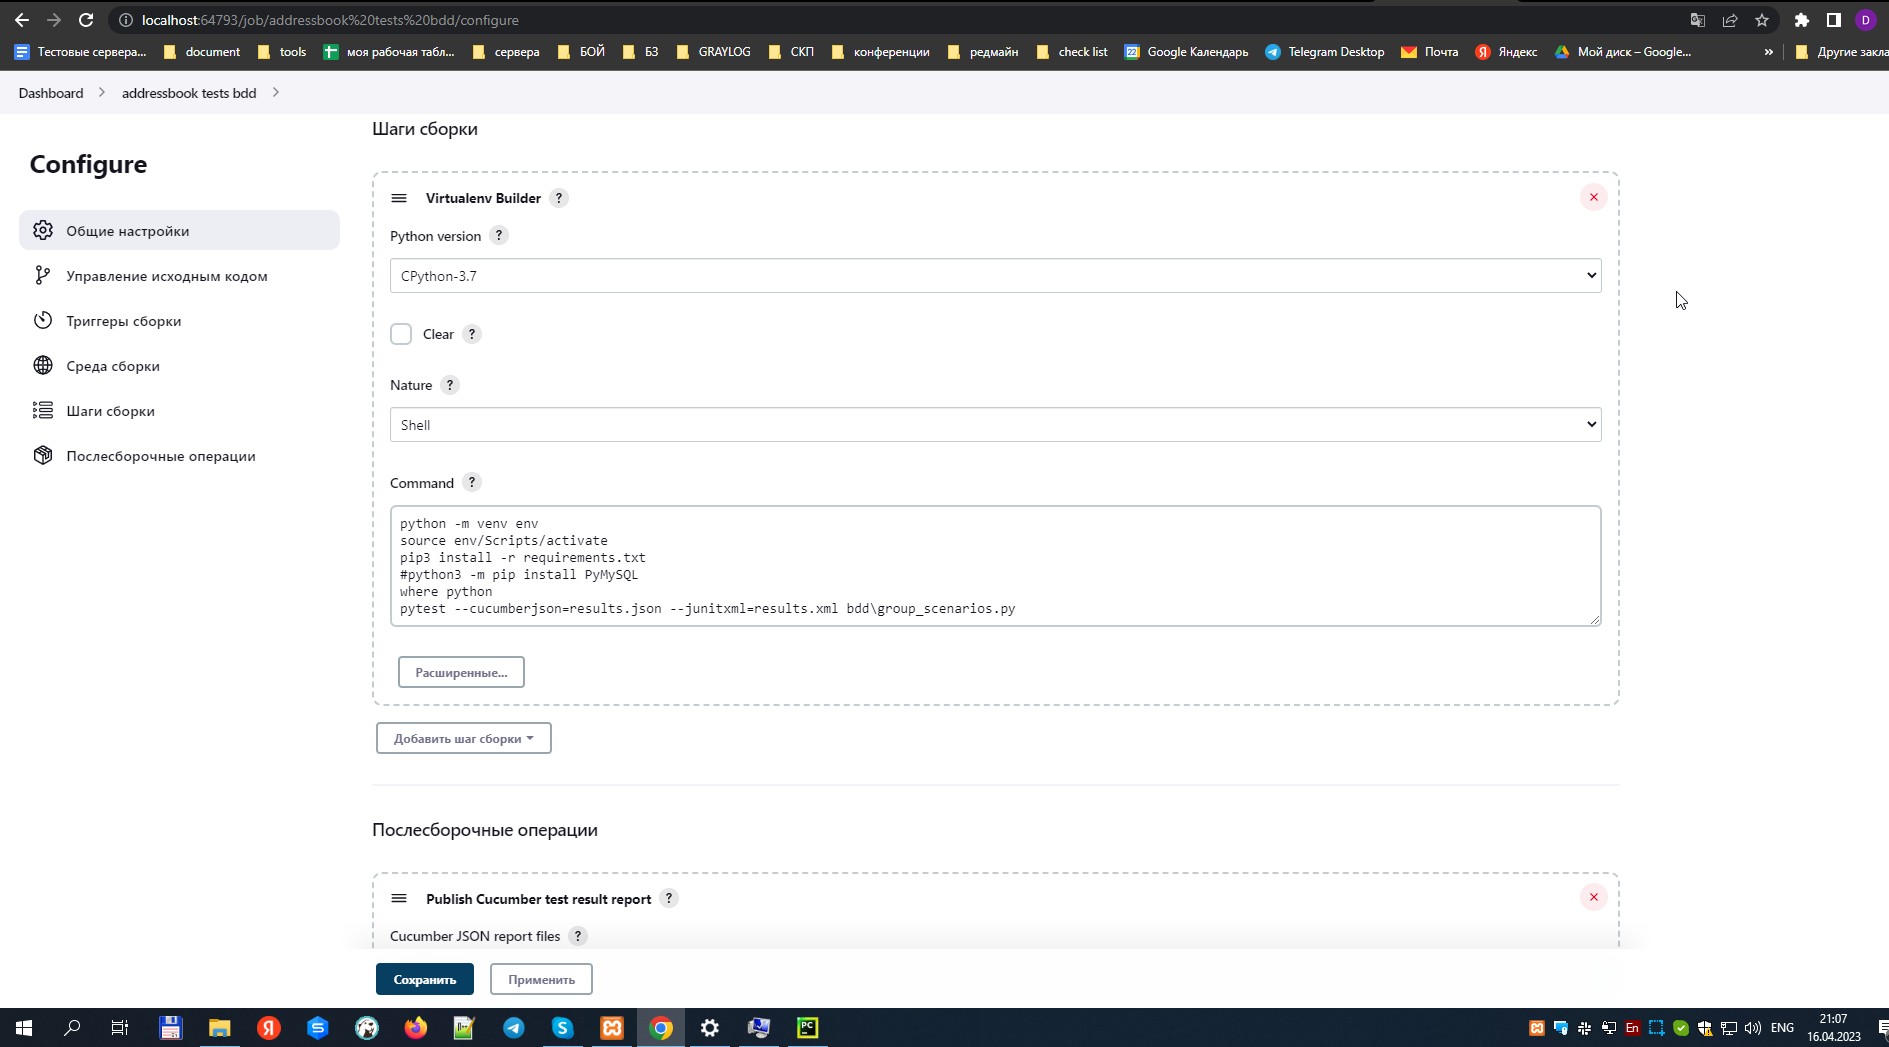 localhost:64793/job/addressbook%20tests%20bdd/configure
D
Тестовые сервера...
document
tools
моя рабочая табл...
сервера
БОЙ
БЗ
GRAYLOG
СКП
конференции
редмайн
check list
Google Календарь
Telegram Desktop
Почта
Яндекс
Мой диск – Google...
»
Другие закла
Dashboard > addressbook tests bdd >
Configure
Общие настройки
Управление исходным кодом
Триггеры сборки
Среда сборки
Шаги сборки
Послесборочные операции
Шаги сборки
Virtualenv Builder ?
Python version ?
CPython-3.7
Clear ?
Nature ?
Shell
Command ?
python -m venv env
source env/Scripts/activate
pip3 install -r requirements.txt
#python3 -m pip install PyMySQL
where python
pytest --cucumberjson=results.json --junitxml=results.xml bdd\group_scenarios.py
Расширенные...
Добавить шаг сборки
Послесборочные операции
Publish Cucumber test result report ?
Cucumber JSON report files ?
Сохранить
Применить
En
ENG
21:07
16.04.2023